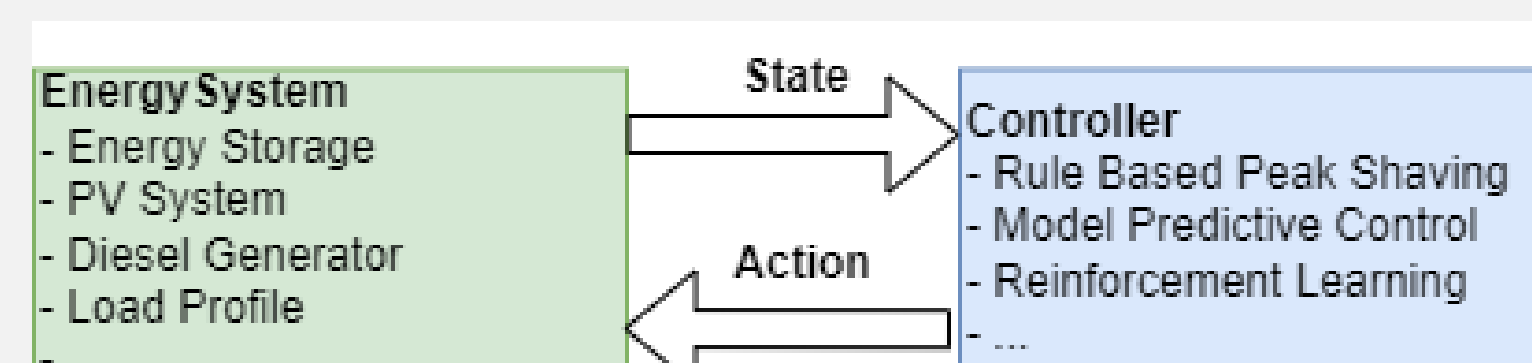 Energy System
- Energy Storage
- PV System
- Diesel Generator
- Load Profile
-
State
Action
Controller
- Rule Based Peak Shaving
- Model Predictive Control
- Reinforcement Learning
- ...